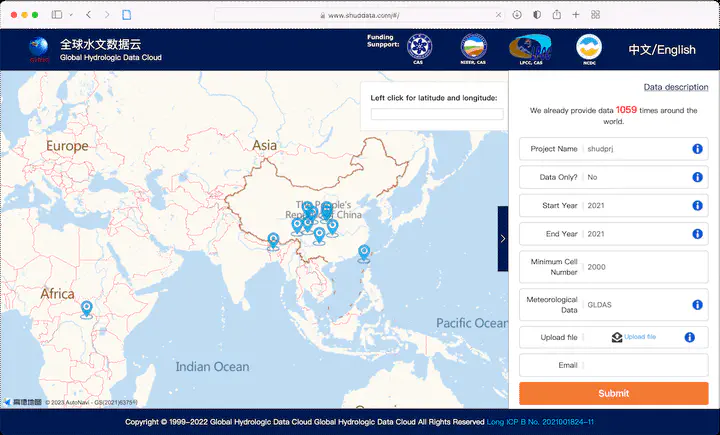 www.shuddata.com/#/
全球水文数据云
Global Hydrologic Data Cloud
Funding
Sunpport:
CAS
NIEER, CAS
LPCC, CAS
NCDC
中文/English
Europe
Asia
The People's
Republic of China
Africa
Indian Ocean
Pacific Ocean
Left click for latitude and longitude:
高德地图 © 2023 AutoNavi - GS(2021)6375号
Data description
We already provide data 1059 times around the
world.
Project Name shudprj
Data Only? No
Start Year 2021
End Year 2021
Minimum Cell
Number 2000
Meteorological
Data GLDAS
Upload file Upload file
Email
Submit
Copyright © 1999-2022 Global Hydrologic Data Cloud Global Hydrologic Data Cloud All Rights Reserved Long ICP B No. 2021001824-11